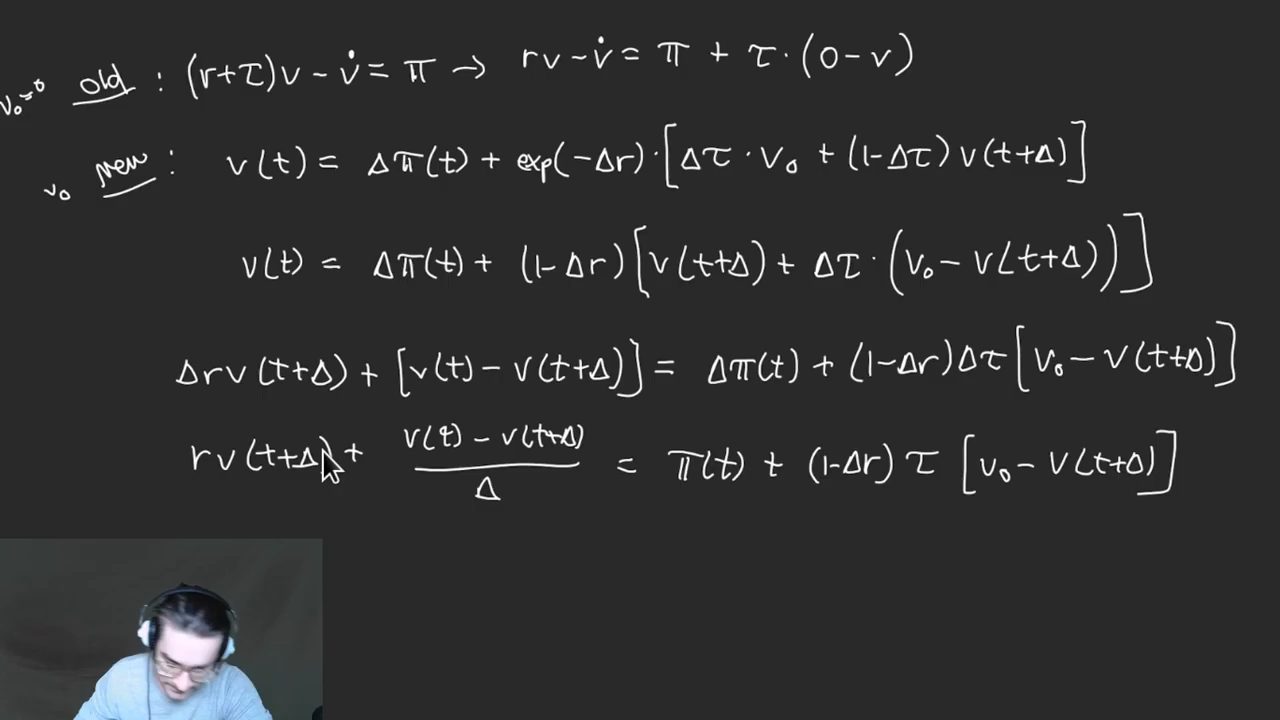 v₀=0 old : (r+τ)v − v̇ = π → rv − v̇ = π + τ·(0−v)
v₀ new : v(t) = Δπ(t) + exp(−Δr)·[Δτ·v₀ + (1−Δτ)v(t+Δ)]
v(t) = Δπ(t) + (1−Δr)[v(t+Δ) + Δτ·(v₀ − v(t+Δ))]
Δrv(t+Δ) + [v(t) − v(t+Δ)] = Δπ(t) + (1−Δr)Δτ[v₀ − v(t+Δ)]
rv(t+Δ) + (v(t) − v(t+Δ))/Δ = π(t) + (1−Δr)τ[v₀ − v(t+Δ)]